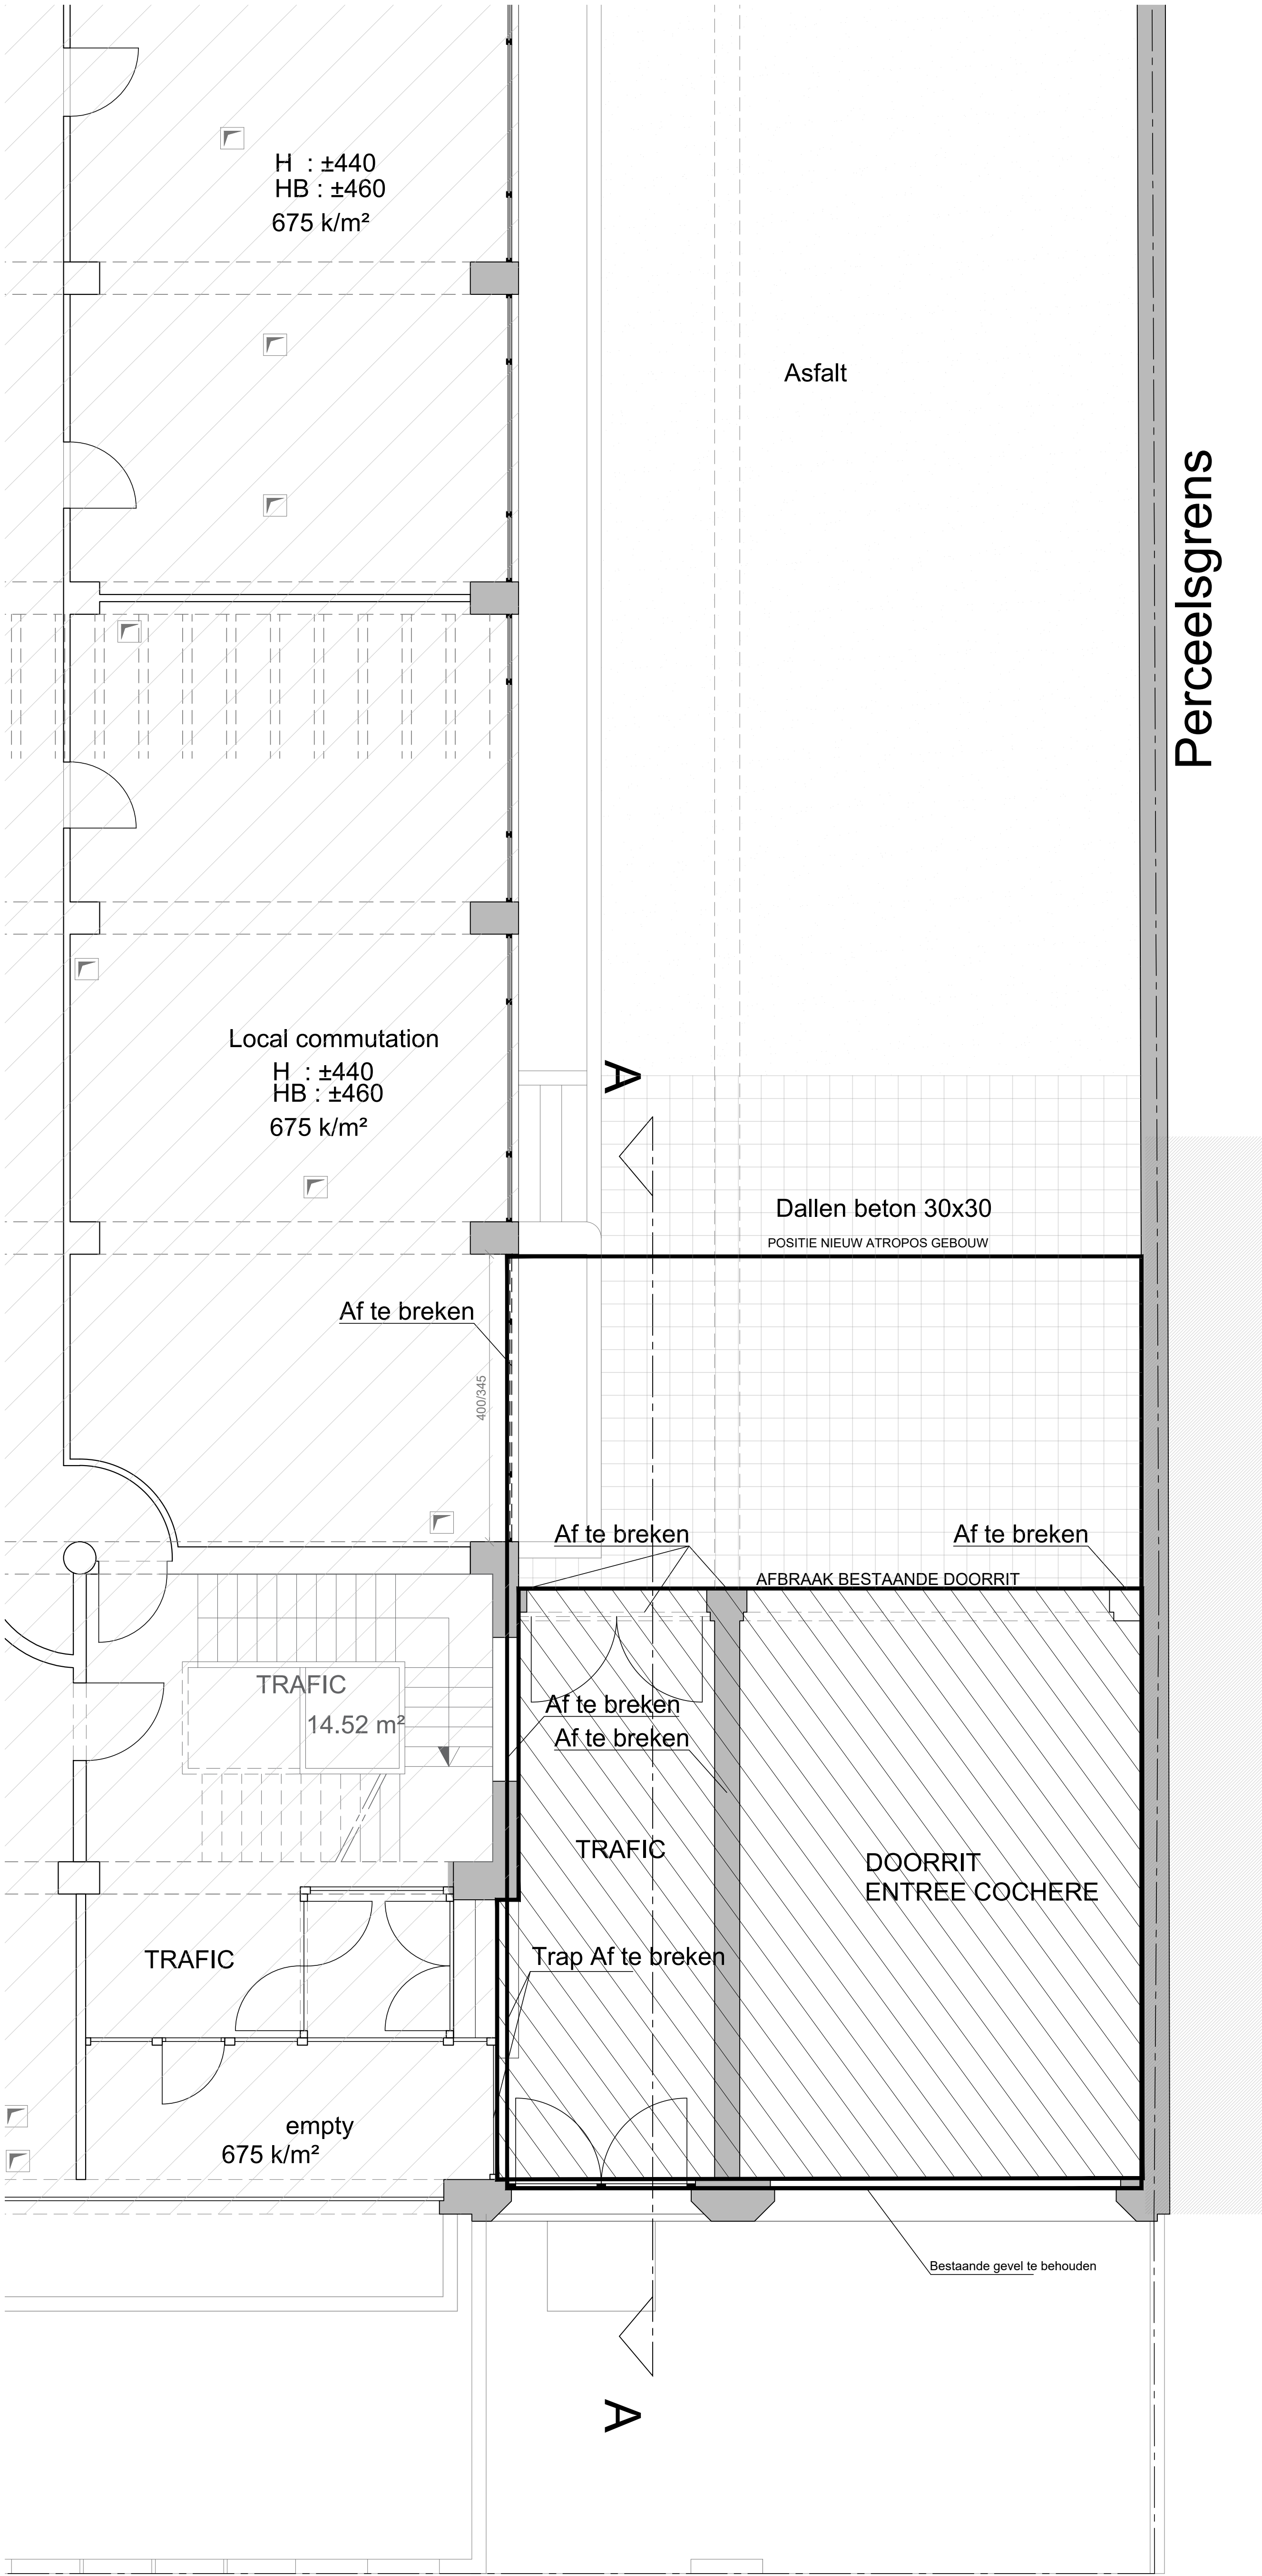 H : ±440
HB : ±460
675 k/m²
Asfalt
Perceelsgrens
Local commutation
H : ±440
HB : ±460
675 k/m²
A
Dallen beton 30x30
POSITIE NIEUW ATROPOS GEBOUW
Af te breken
400/345
Af te breken
Af te breken
AFBRAAK BESTAANDE DOORRIT
TRAFIC
14.52 m²
Af te breken
Af te breken
TRAFIC
DOORRIT
ENTREE COCHERE
TRAFIC
Trap Af te breken
empty
675 k/m²
Bestaande gevel te behouden
A